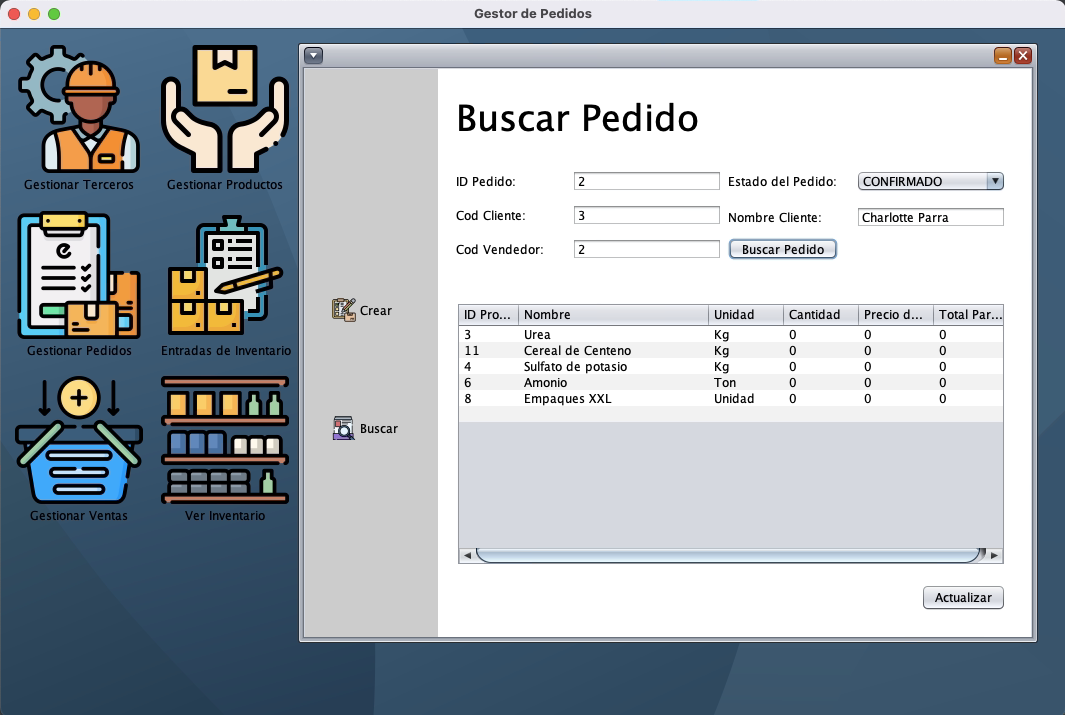 Gestor de Pedidos
Gestionar Terceros
Gestionar Productos
Gestionar Pedidos
Entradas de Inventario
Gestionar Ventas
Ver Inventario
Crear
Buscar
Buscar Pedido
ID Pedido: 2 Estado del Pedido: CONFIRMADO
Cod Cliente: 3 Nombre Cliente: Charlotte Parra
Cod Vendedor: 2 Buscar Pedido
ID Pro... Nombre Unidad Cantidad Precio d... Total Par...
3 Urea Kg 0 0 0
11 Cereal de Centeno Kg 0 0 0
4 Sulfato de potasio Kg 0 0 0
6 Amonio Ton 0 0 0
8 Empaques XXL Unidad 0 0 0
Actualizar